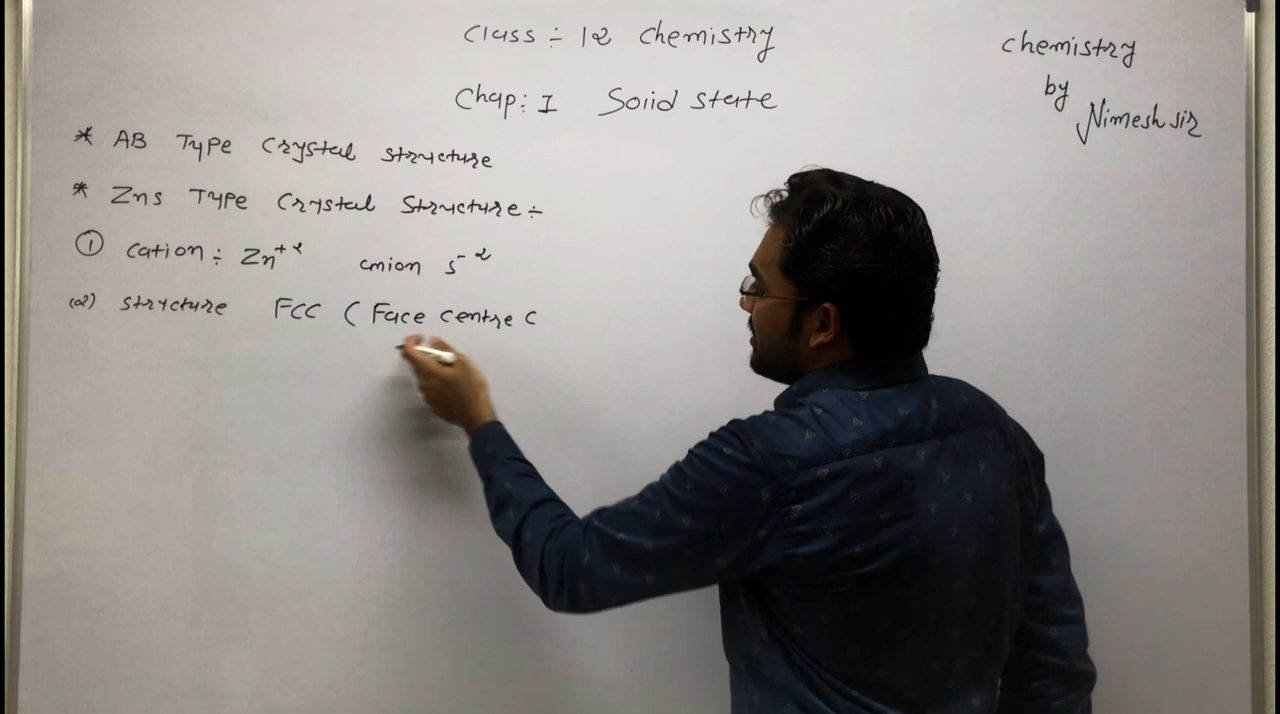 Class ÷ 12 Chemistry
Chap: I Solid State
Chemistry
by
Nimesh sir
* AB Type Crystal Structure
* ZnS Type Crystal Structure ÷
① Cation ÷ Zn⁺² anion S⁻²
(2) Structure FCC ( Face Centre C